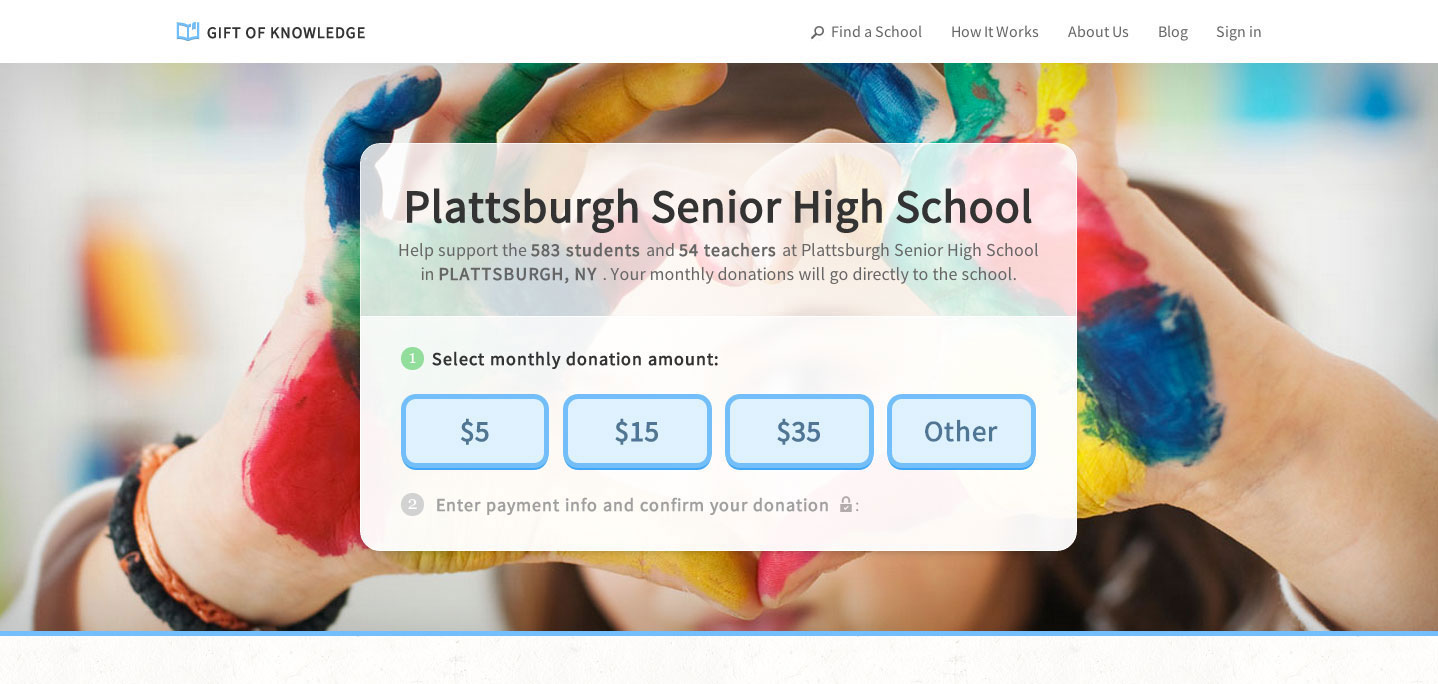 GIFT OF KNOWLEDGE
Find a School How It Works About Us Blog Sign in
Plattsburgh Senior High School
Help support the 583 students and 54 teachers at Plattsburgh Senior High School
in PLATTSBURGH, NY . Your monthly donations will go directly to the school.
1 Select monthly donation amount:
$5 $15 $35 Other
2 Enter payment info and confirm your donation :